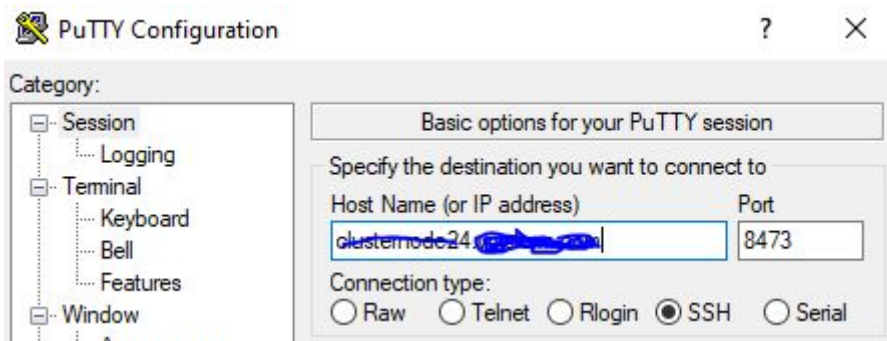 PuTTY Configuration ? ×
Category:
Session
Logging
Terminal
Keyboard
Bell
Features
Window
Basic options for your PuTTY session
Specify the destination you want to connect to
Host Name (or IP address) Port
clusternode24. 8473
Connection type:
Raw Telnet Rlogin SSH Serial